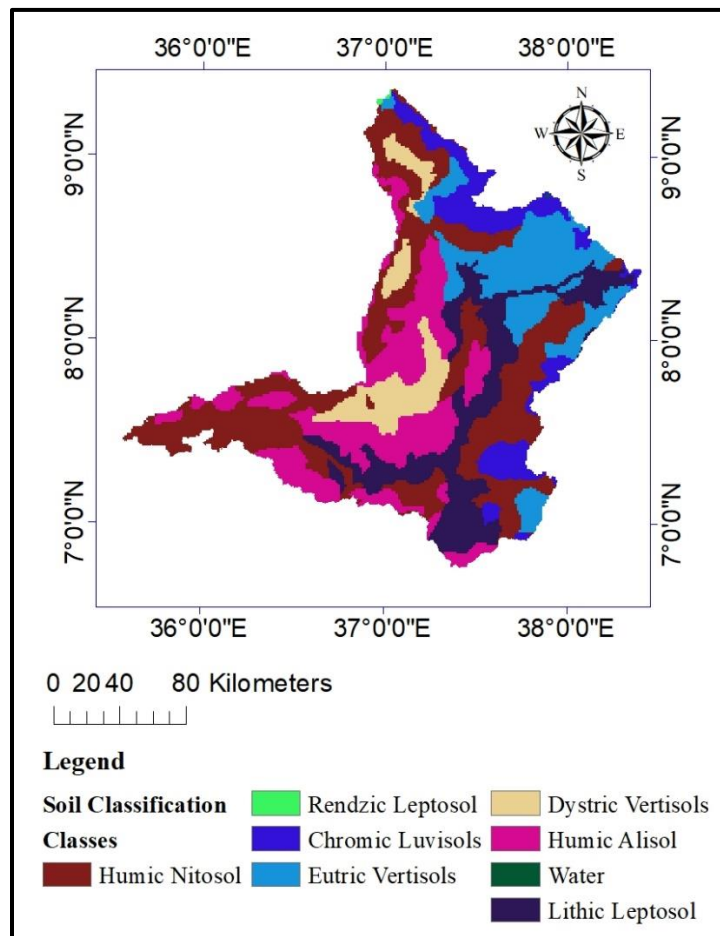 36°0'0"E 37°0'0"E 38°0'0"E
N
W E
S
9°0'0"N 9°0'0"N
8°0'0"N 8°0'0"N
7°0'0"N 7°0'0"N
36°0'0"E 37°0'0"E 38°0'0"E
0 20 40 80 Kilometers
Legend
Soil Classification
Classes
Humic Nitosol
Rendzic Leptosol
Chromic Luvisols
Eutric Vertisols
Dystric Vertisols
Humic Alisol
Water
Lithic Leptosol